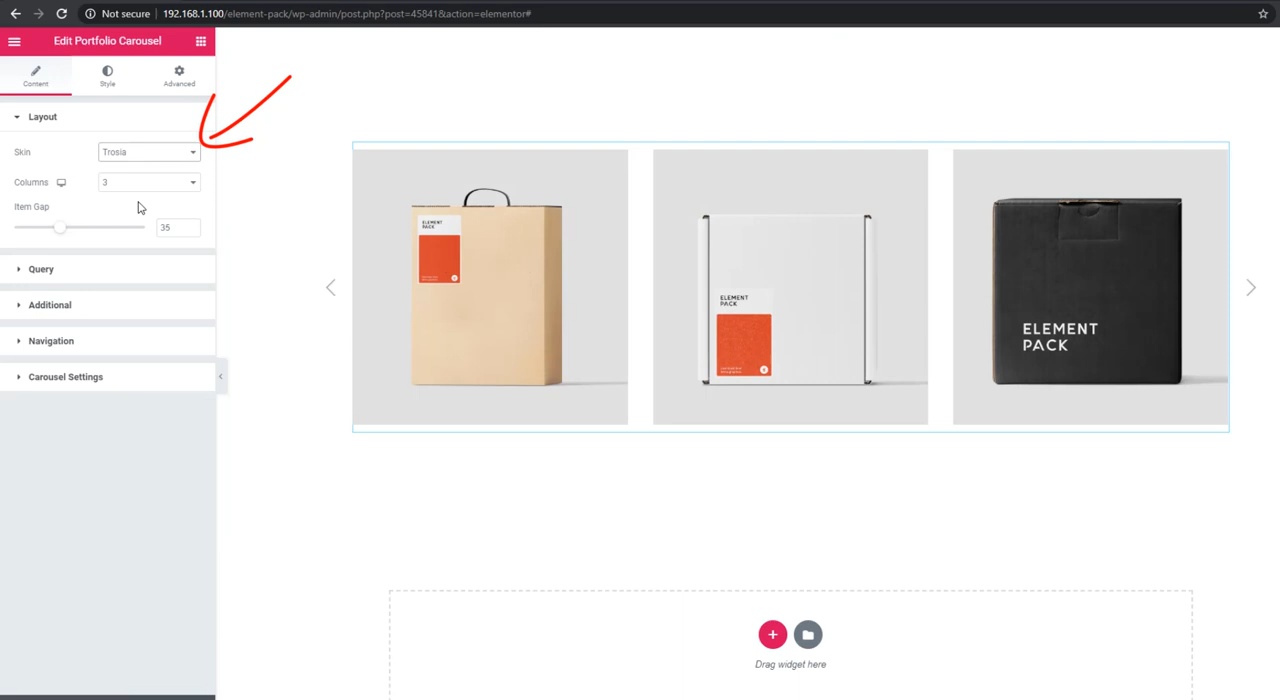 Not secure
192.168.1.100/element-pack/wp-admin/post.php?post=45841&action=elementor#
Edit Portfolio Carousel
Content
Style
Advanced
Layout
Skin
Trosia
Columns
3
Item Gap
35
Query
Additional
Navigation
Carousel Settings
ELEMENT
PACK
ELEMENT
PACK
ELEMENT
PACK
Drag widget here